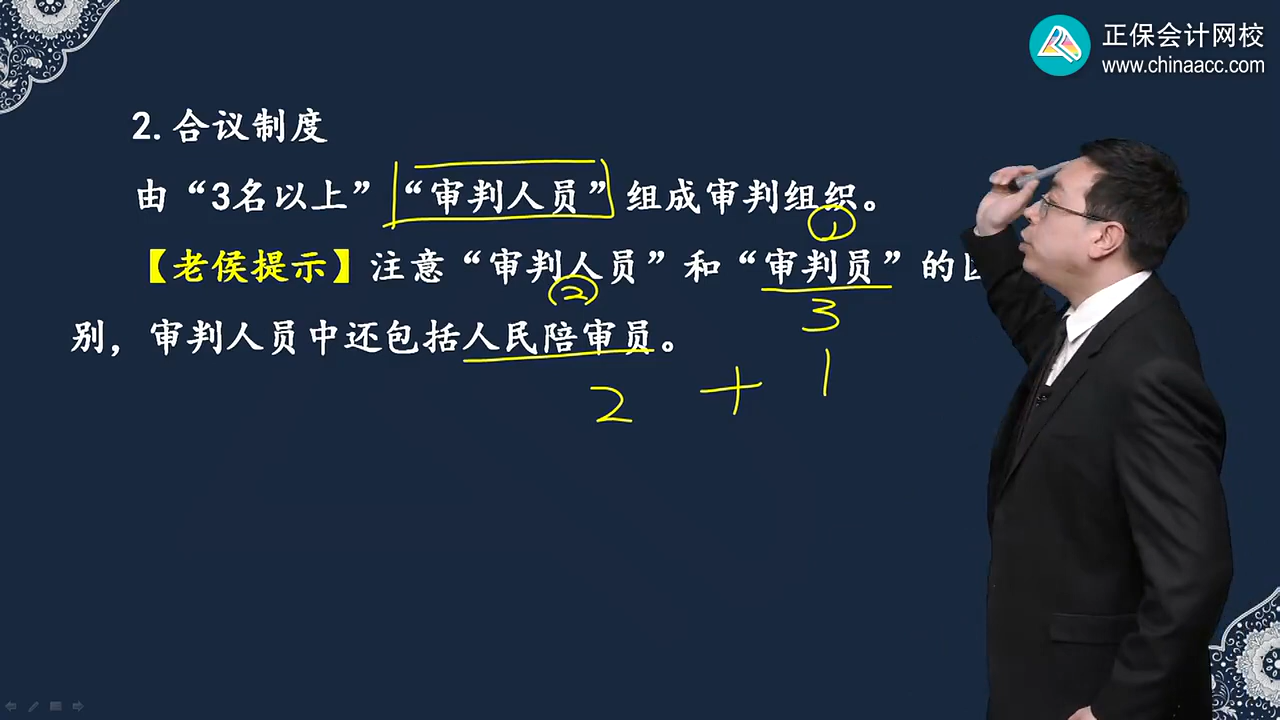 正保会计网校
www.chinaacc.com
2. 合议制度
由“3名以上”“审判人员”组成审判组织。
①
【老侯提示】注意“审判人员”和“审判员”的
② 3
别，审判人员中还包括人民陪审员。
2 + 1